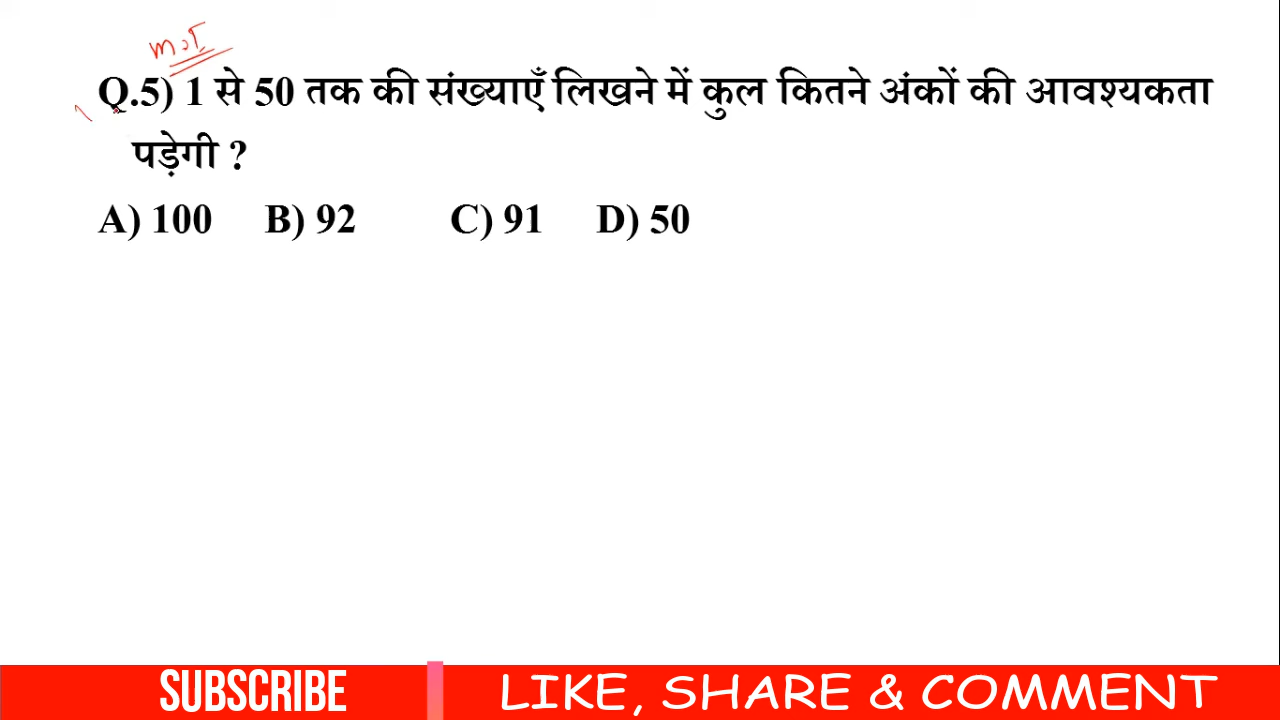 Q.5) 1 से 50 तक की संख्याएँ लिखने में कुल कितने अंकों की आवश्यकता
पड़ेगी ?
A) 100 B) 92 C) 91 D) 50
SUBSCRIBE LIKE, SHARE & COMMENT